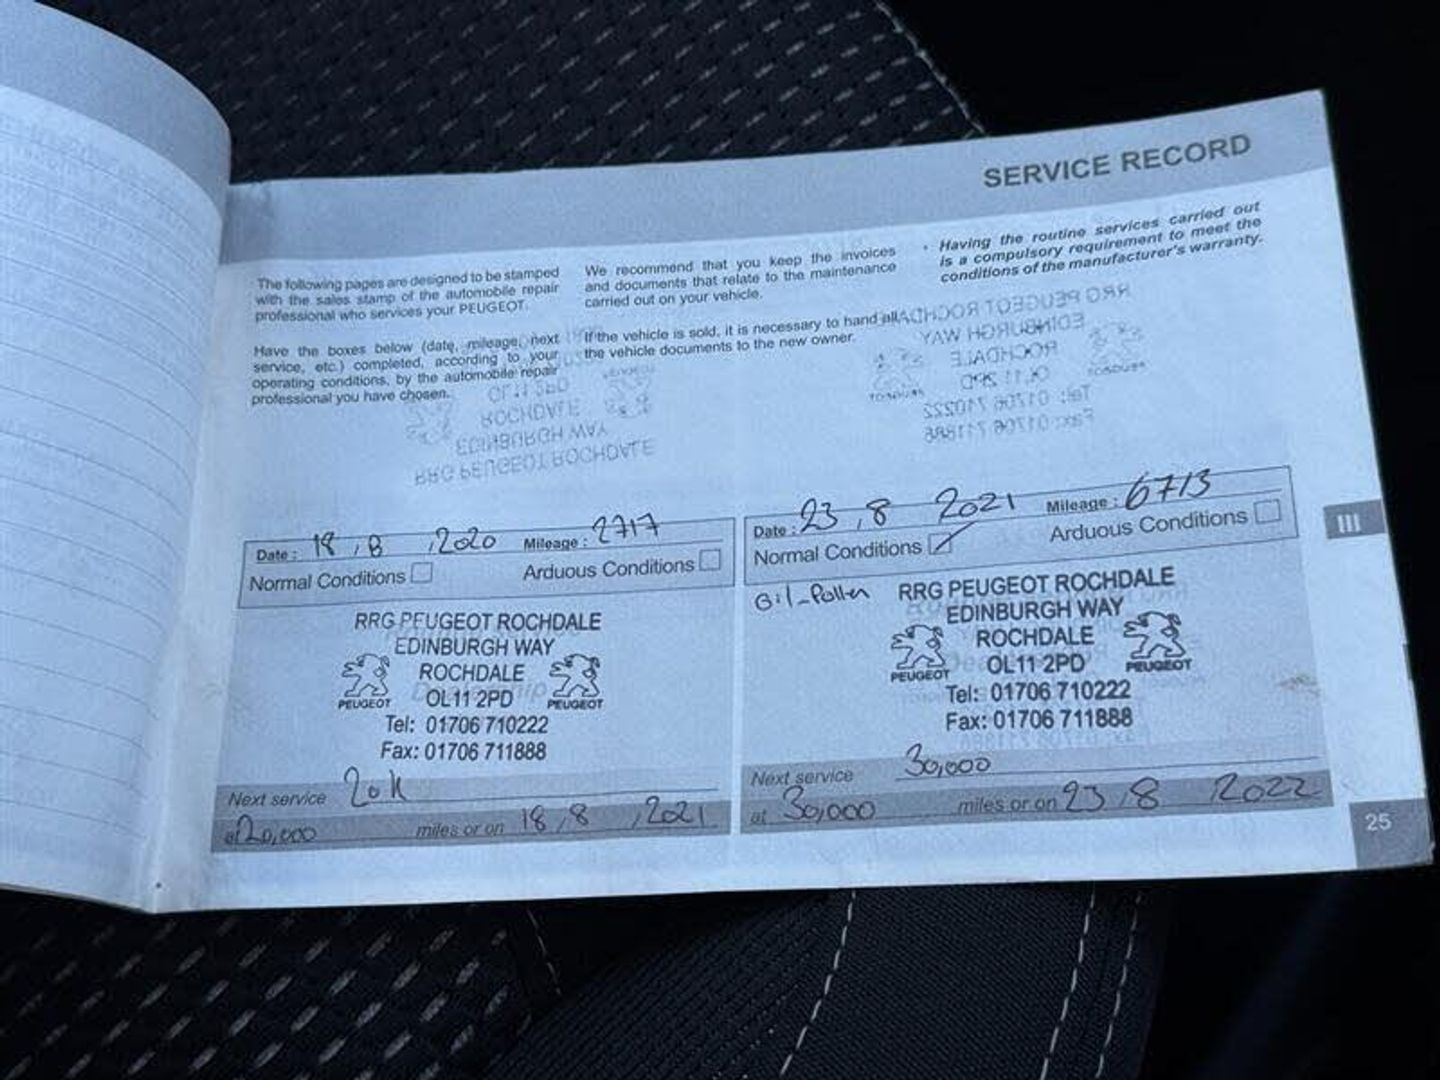 SERVICE RECORD
The following pages are designed to be stamped
with the sales stamp of the automobile repair
professional who services your PEUGEOT.
Have the boxes below (date, mileage, next
service, etc.) completed, according to your
operating conditions, by the automobile repair
professional you have chosen.
We recommend that you keep the invoices
and documents that relate to the maintenance
carried out on your vehicle.
If the vehicle is sold, it is necessary to hand all
the vehicle documents to the new owner.
• Having the routine services carried out
is a compulsory requirement to meet the
conditions of the manufacturer's warranty.
Date : 18 / 8 / 2020 Mileage : 2717
Normal Conditions Arduous Conditions
RRG PEUGEOT ROCHDALE
EDINBURGH WAY
ROCHDALE
OL11 2PD
PEUGEOT PEUGEOT
Tel: 01706 710222
Fax: 01706 711888
Next service 20k
at 20,000 miles or on 18 / 8 / 2021
Date : 23 / 8 2021 Mileage : 6713
Normal Conditions Arduous Conditions
Oil - Pollen
RRG PEUGEOT ROCHDALE
EDINBURGH WAY
ROCHDALE
OL11 2PD
PEUGEOT PEUGEOT
Tel: 01706 710222
Fax: 01706 711888
Next service 30,000
at 30,000 miles or on 23 / 8 / 2022
III
25